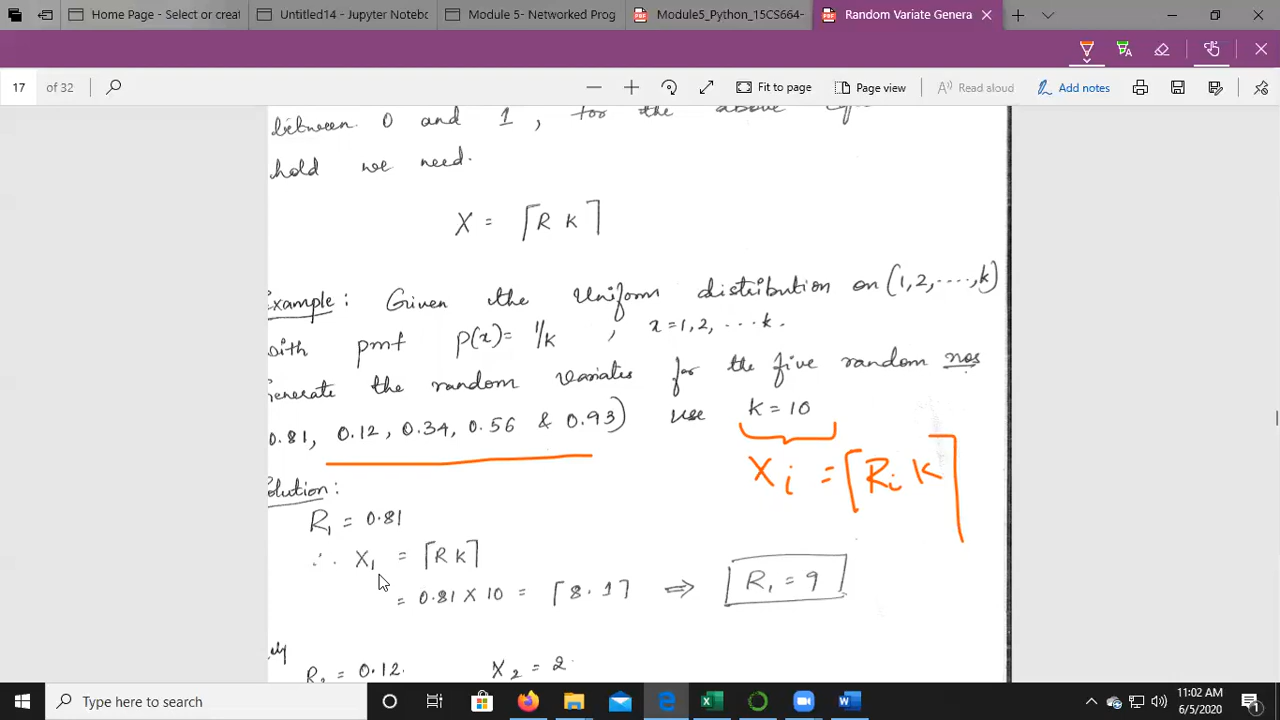 Home Page - Select or creat
Untitled14 - Jupyter Notebo
Module 5- Networed Prog
Module5_Python_15CS664-
Random Variate Genera
17 of 32
Fit to page
Page view
Read aloud
Add notes
between 0 and 1, for the above
hold we need.
X = ⌈R K⌉
Example: Given the Uniform distribution on (1,2,....,k)
with pmf p(x)= 1/K , x=1,2, ...k.
Generate the random variates for the five random nos
0.81, 0.12, 0.34, 0.56 & 0.93) use k=10
Xi = ⌈Ri K⌉
olution:
R1 = 0.81
∴ X1 = ⌈R K⌉
= 0.81 X 10 = ⌈8.1⌉ ⇒ R1 = 9
ely
R2 = 0.12. X2 = 2
Type here to search
11:02 AM
6/5/2020